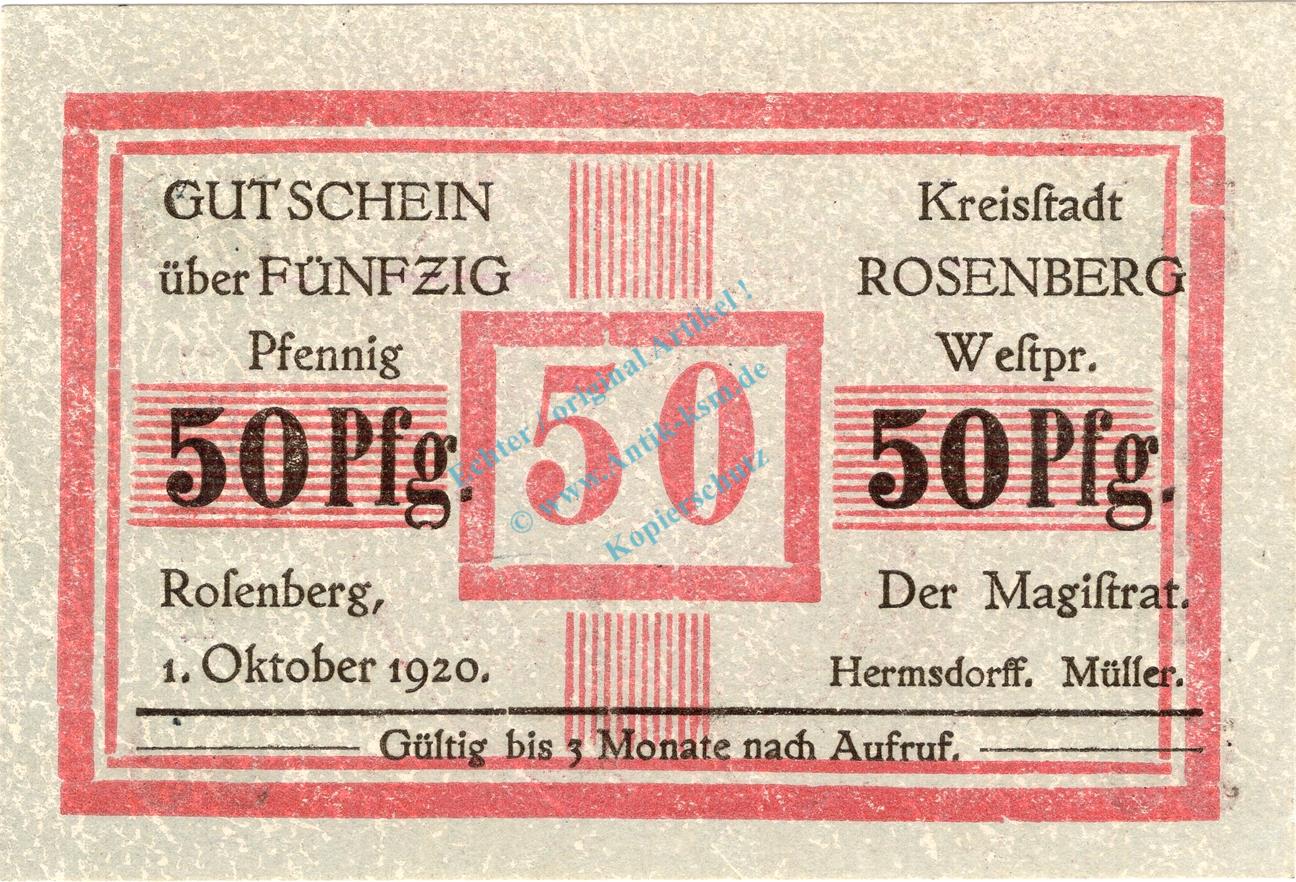 GUTSCHEIN
über FÜNFZIG
Pfennig
50 Pfg.
Roſenberg,
1. Oktober 1920.
50
Kreisſtadt
ROSENBERG
Weſtpr.
50 Pfg.
Der Magiſtrat.
Hermsdorff. Müller.
Gültig bis 3 Monate nach Aufruf.
Echter / original Artikel !
© www.Antik-ksm.de
Kopierschutz